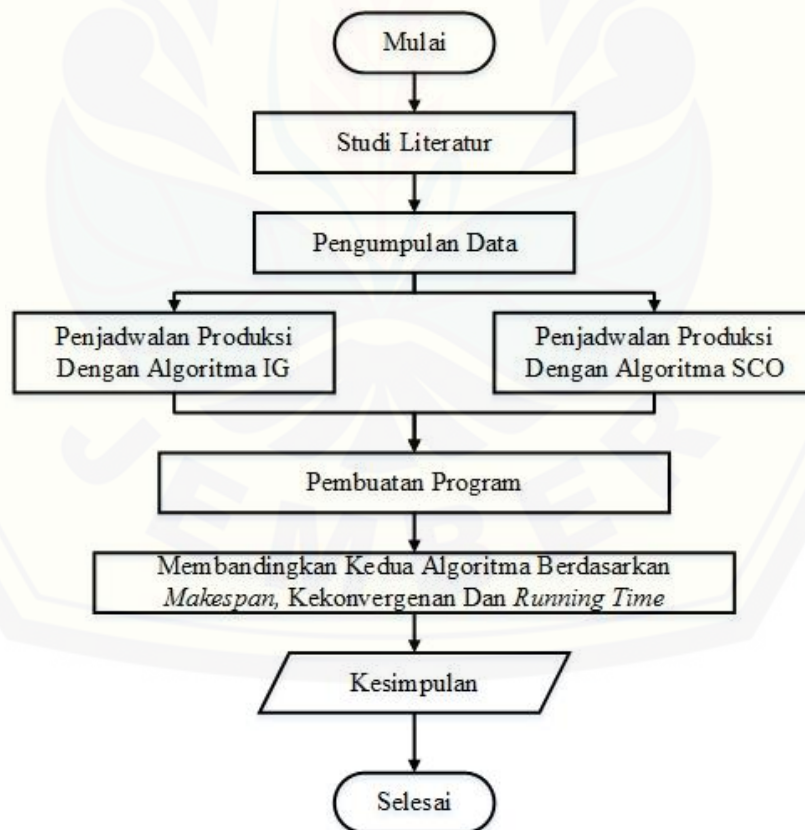 Mulai
Studi Literatur
Pengumpulan Data
Penjadwalan Produksi
Dengan Algoritma IG
Penjadwalan Produksi
Dengan Algoritma SCO
Pembuatan Program
Membandingkan Kedua Algoritma Berdasarkan
Makespan, Kekonvergenan Dan Running Time
Kesimpulan
Selesai
JEMBER